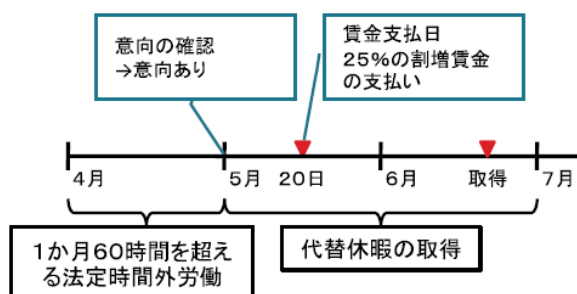 意向の確認
→意向あり
賃金支払日
25%の割増賃金
の支払い
4月
5月
20日
6月
取得
7月
1か月60時間を超え
る法定時間外労働
代替休暇の取得